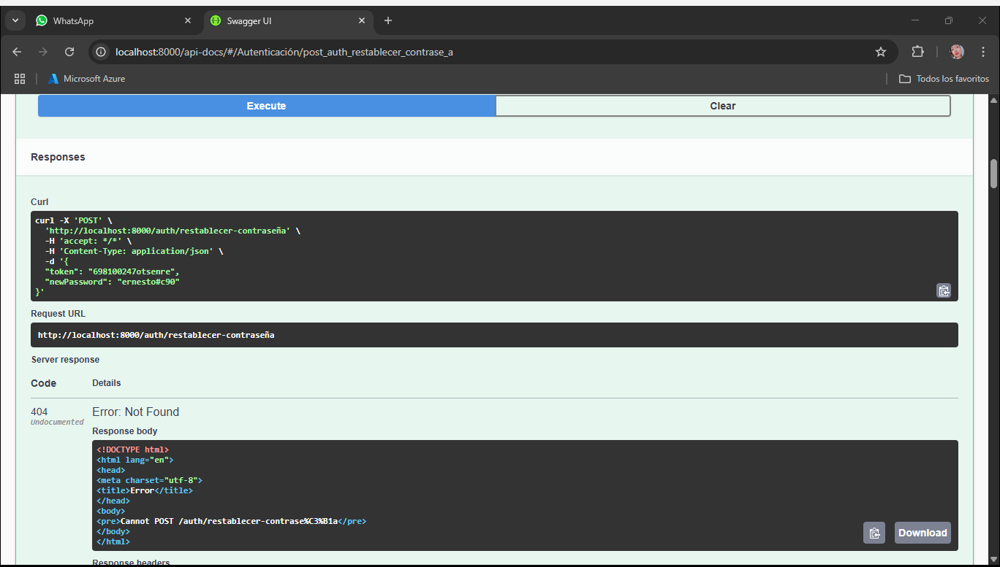 WhatsApp
Swagger UI
localhost:8000/api-docs/#/Autenticación/post_auth_restablecer_contrase_a
Microsoft Azure
Todos los favoritos
Execute
Clear
Responses
Curl
curl -X 'POST' \
'http://localhost:8000/auth/restablecer-contraseña' \
-H 'accept: */*' \
-H 'Content-Type: application/json' \
-d '{
"token": "698100247otsenre",
"newPassword": "ernesto#c90"
}'
Request URL
http://localhost:8000/auth/restablecer-contraseña
Server response
Code
Details
404
Undocumented
Error: Not Found
Response body
<!DOCTYPE html>
<html lang="en">
<head>
<meta charset="utf-8">
<title>Error</title>
</head>
<body>
<pre>Cannot POST /auth/restablecer-contrase%C3%B1a</pre>
</body>
</html>
Download
Response headers